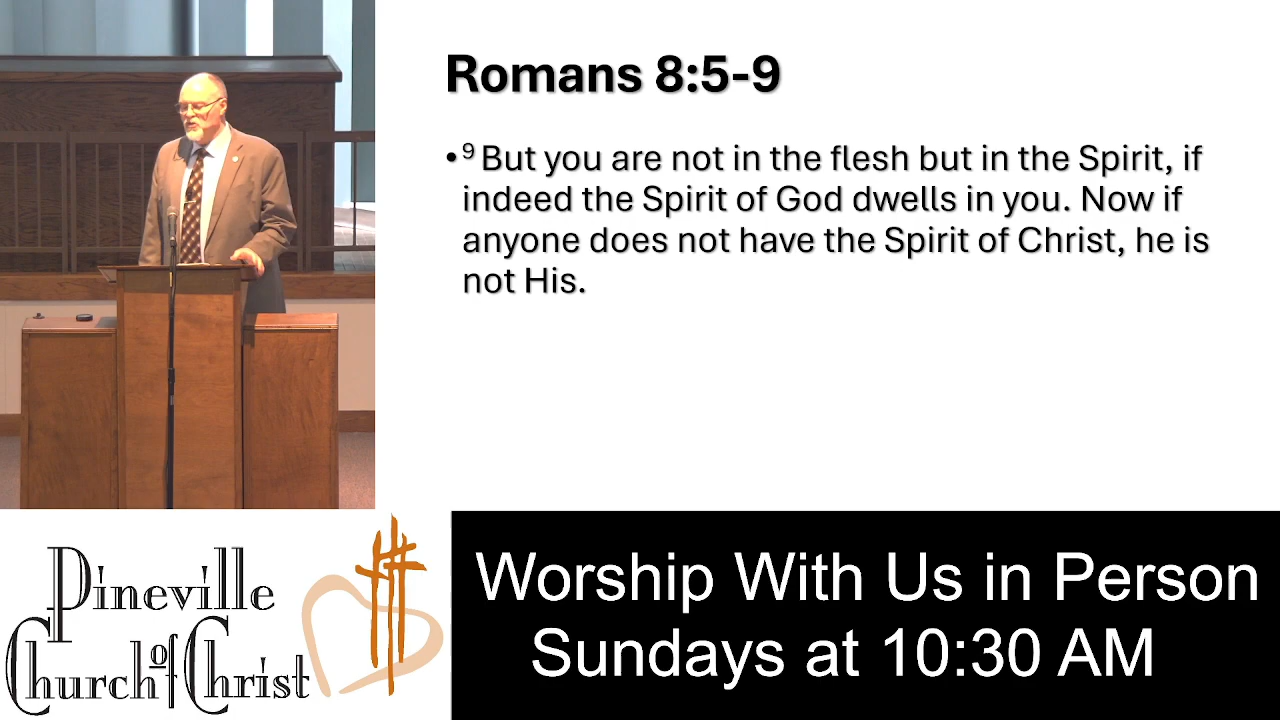 Romans 8:5-9
• ⁹ But you are not in the flesh but in the Spirit, if
indeed the Spirit of God dwells in you. Now if
anyone does not have the Spirit of Christ, he is
not His.
Pineville
Church of Christ
Worship With Us in Person
Sundays at 10:30 AM